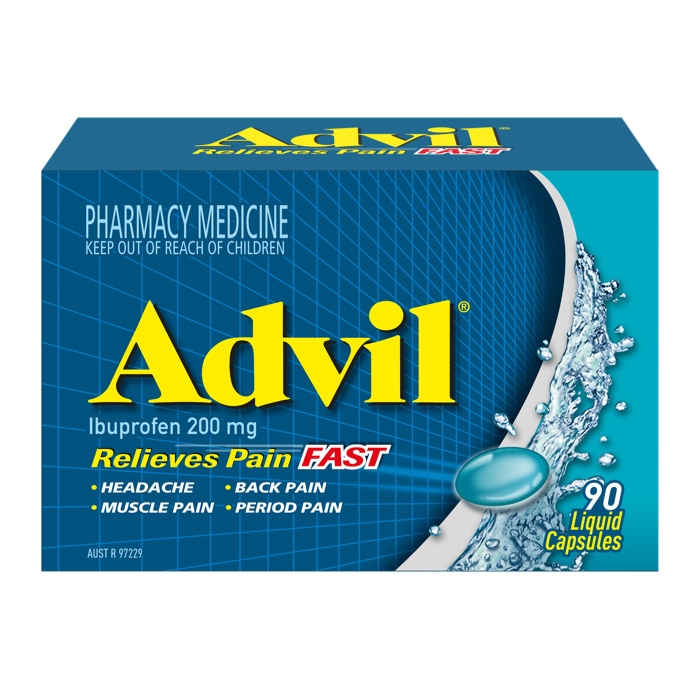 Advil®
Relieves Pain FAST
PHARMACY MEDICINE
KEEP OUT OF REACH OF CHILDREN
Advil®
Ibuprofen 200 mg
Relieves Pain FAST
• HEADACHE • BACK PAIN
• MUSCLE PAIN • PERIOD PAIN
90
Liquid
Capsules
AUST R 97229